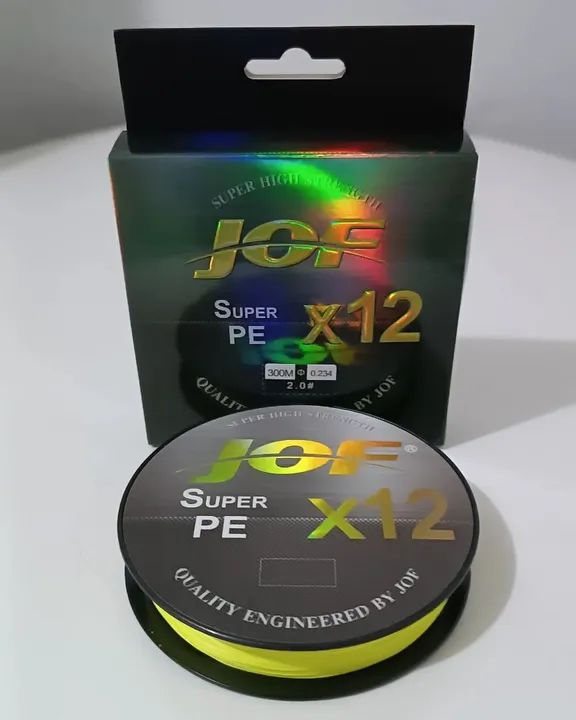 SUPER HIGH STRENGTH
JOF
SUPER
PE
x12
300M Φ 0.234
2.0#
QUALITY ENGINEERED BY JOF
SUPER HIGH STRENGTH
JOF®
SUPER
PE
x12
QUALITY ENGINEERED BY JOF